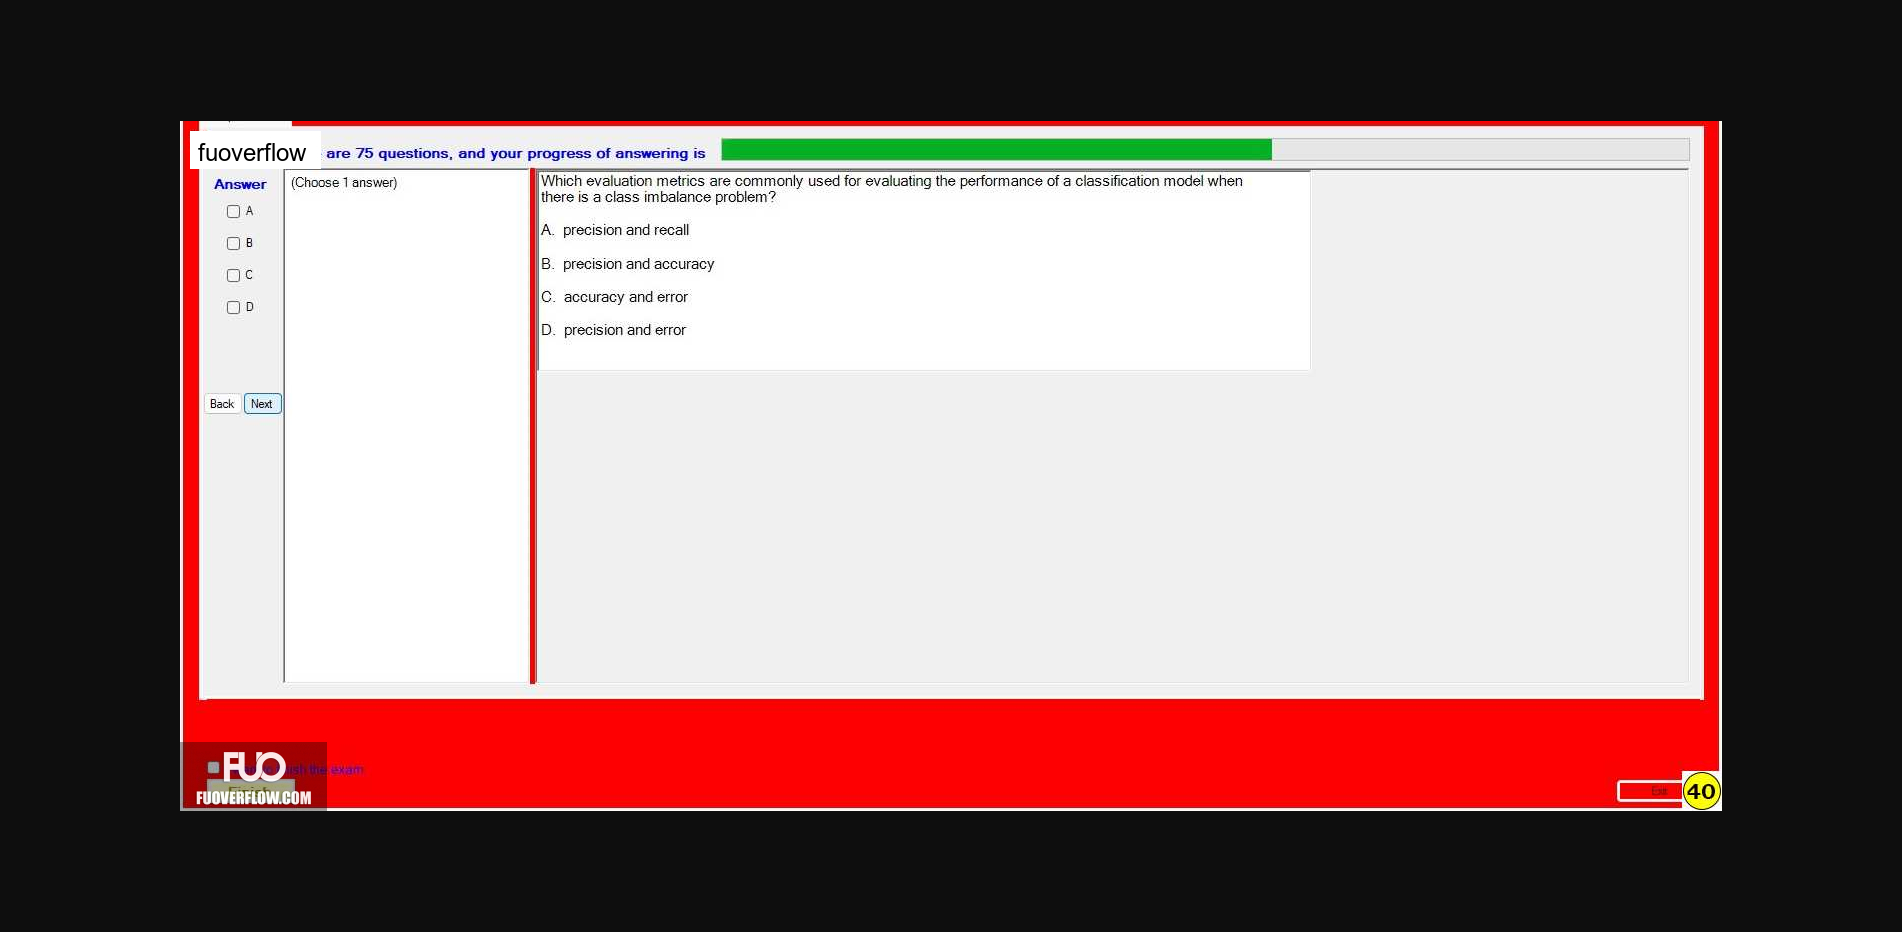 fuoverflow are 75 questions, and your progress of answering is
Answer
A
B
C
D
Back Next
(Choose 1 answer)
Which evaluation metrics are commonly used for evaluating the performance of a classification model when
there is a class imbalance problem?
A. precision and recall
B. precision and accuracy
C. accuracy and error
D. precision and error
FUO
the exam
Finish
FUOVERFLOW.COM
Exit
40